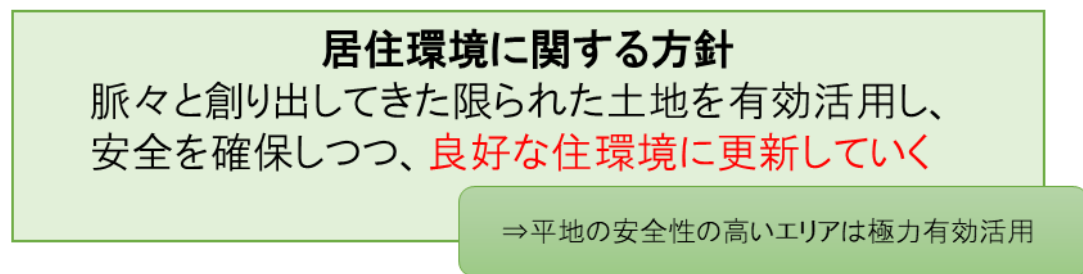 居住環境に関する方針
脈々と創り出してきた限られた土地を有効活用し、
安全を確保しつつ、良好な住環境に更新していく
⇒平地の安全性の高いエリアは極力有効活用